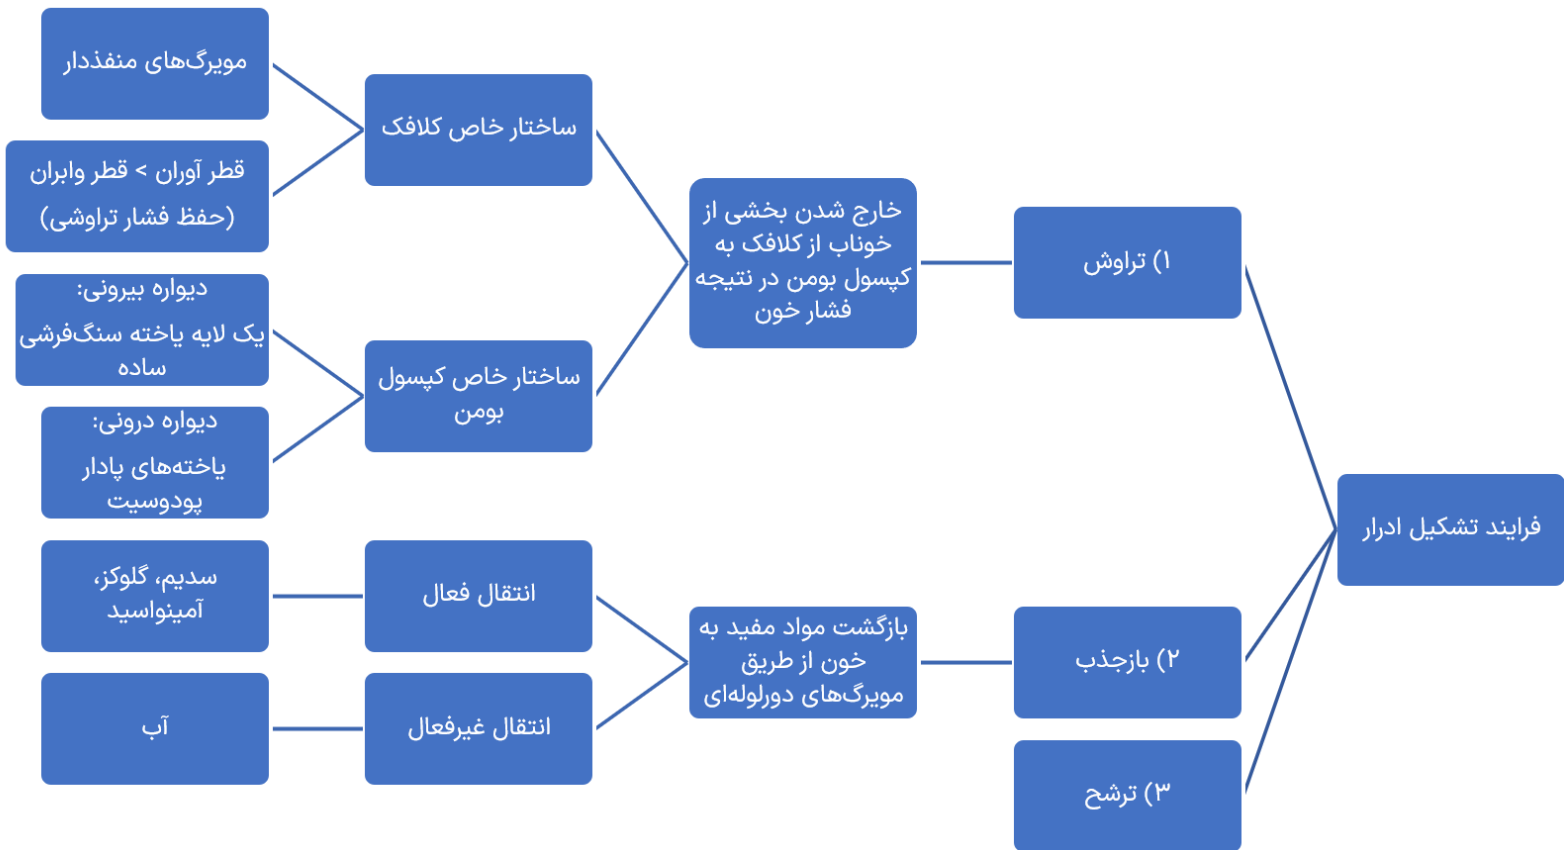 فرایند تشکیل ادرار
۱) تراوش
خارج شدن بخشی از
خوناب از کلافک به
کپسول بومن در نتیجه
فشار خون
ساختار خاص کلافک
مویرگ‌های منفذدار
قطر آوران > قطر وابران
(حفظ فشار تراوشی)
ساختار خاص کپسول
بومن
دیواره بیرونی:
یک لایه یاخته سنگ‌فرشی
ساده
دیواره درونی:
یاخته‌های پادار
پودوسیت
۲) بازجذب
بازگشت مواد مفید به
خون از طریق
مویرگ‌های دورلوله‌ای
انتقال فعال
سدیم، گلوکز،
آمینواسید
انتقال غیرفعال
آب
۳) ترشح